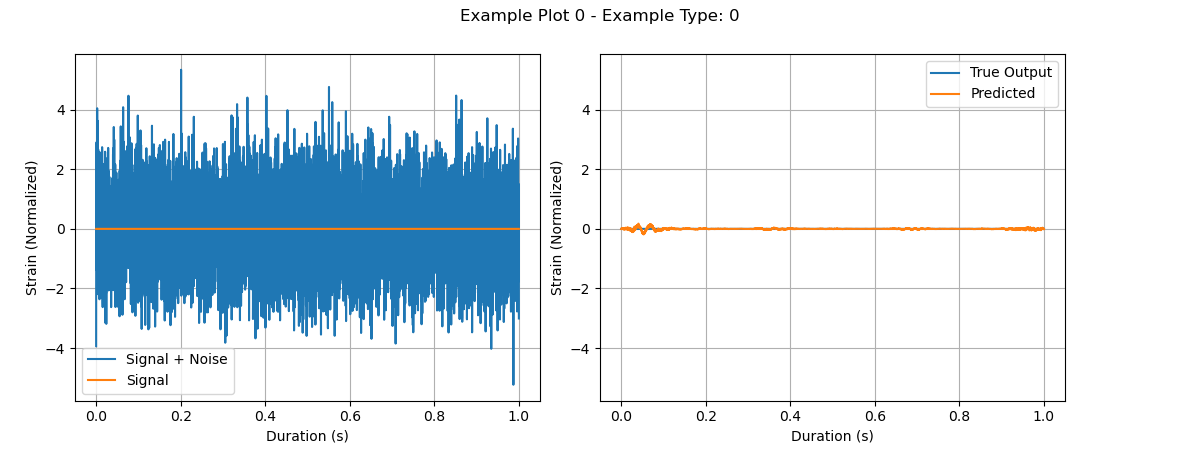 Example Plot 0 - Example Type: 0
4
2
0
−2
−4
Strain (Normalized)
Signal + Noise
Signal
0.0
0.2
0.4
0.6
0.8
1.0
Duration (s)
True Output
Predicted
4
2
0
−2
−4
Strain (Normalized)
0.0
0.2
0.4
0.6
0.8
1.0
Duration (s)